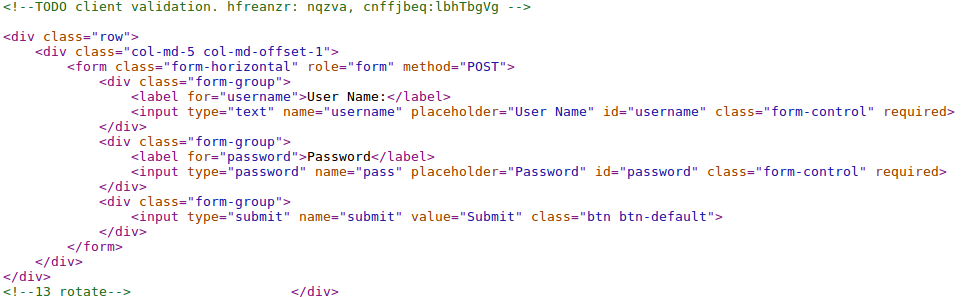 <!--TODO client validation. hfreanzr: nqzva, cnffjbeq:lbhTbgVg -->
<div class="row">
<div class="col-md-5 col-md-offset-1">
<form class="form-horizontal" role="form" method="POST">
<div class="form-group">
<label for="username">User Name:</label>
<input type="text" name="username" placeholder="User Name" id="username" class="form-control" required>
</div>
<div class="form-group">
<label for="password">Password</label>
<input type="password" name="pass" placeholder="Password" id="password" class="form-control" required>
</div>
<div class="form-group">
<input type="submit" name="submit" value="Submit" class="btn btn-default">
</div>
</form>
</div>
</div>
<!--13 rotate--> </div>